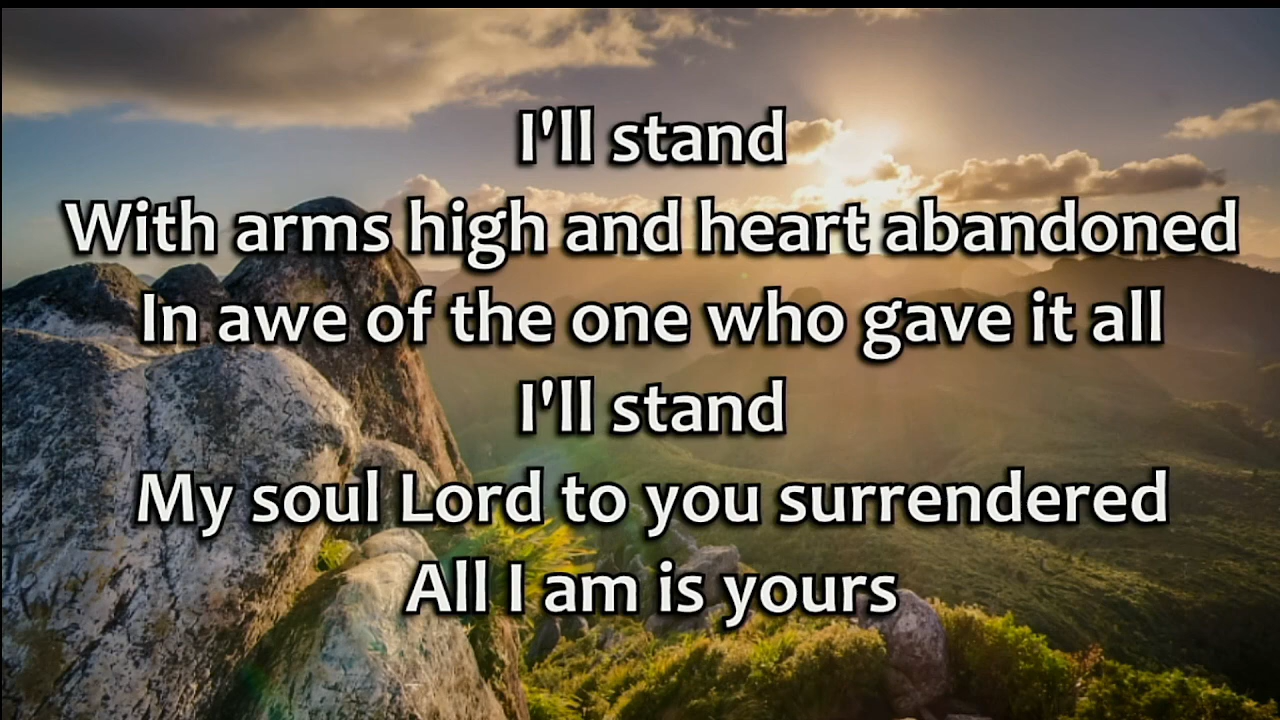 I'll stand
With arms high and heart abandoned
In awe of the one who gave it all
I'll stand
My soul Lord to you surrendered
All I am is yours